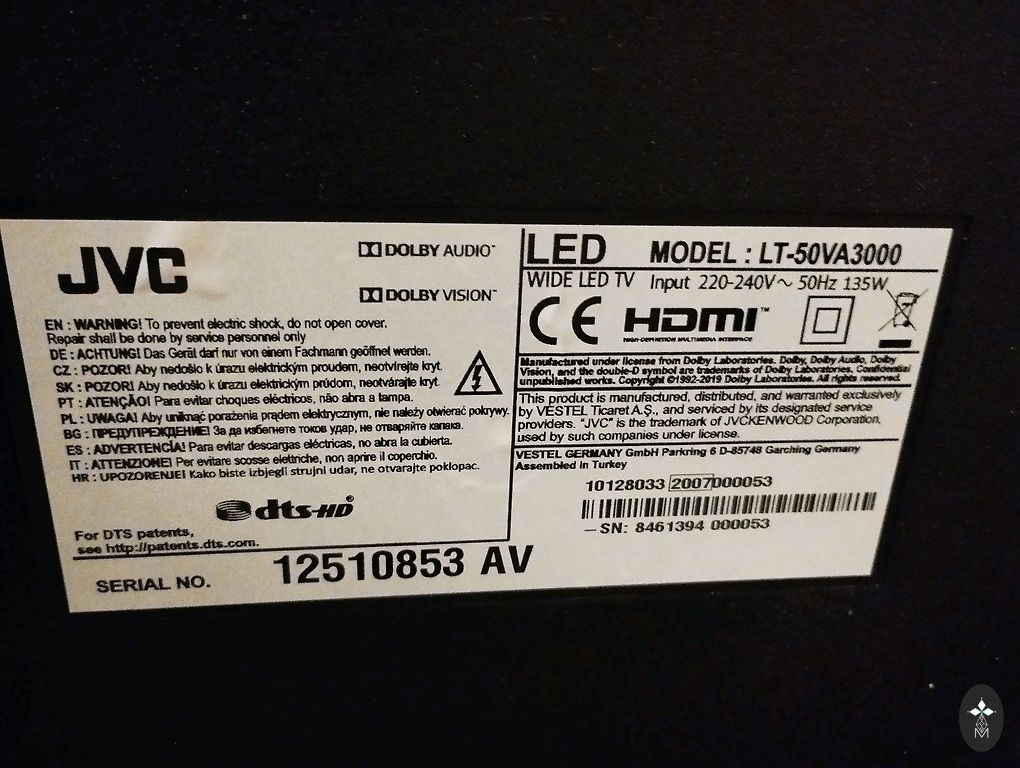 JVC
DOLBY AUDIO™
DOLBY VISION™
EN : WARNING! To prevent electric shock, do not open cover.
Repair shall be done by service personnel only
DE : ACHTUNG! Das Gerät darf nur von einem Fachmann geöffnet werden.
CZ : POZOR! Aby nedošlo k úrazu elektrickým proudem, neotvírejte kryt.
SK : POZOR! Aby nedošlo k úrazu elektrickým prúdom, neotvárajte kryt.
PT : ATENÇÃO! Para evitar choques eléctricos, não abra a tampa.
PL : UWAGA! Aby uniknąć porażenia prądem elektrycznym, nie należy otwierać pokrywy.
BG : ПРЕДУПРЕЖДЕНИЕ! За да избегнете токов удар, не отваряйте капака.
ES : ADVERTENCIA! Para evitar descargas eléctricas, no abra la cubierta.
IT : ATTENZIONE! Per evitare scosse elettriche, non aprire il coperchio.
HR : UPOZORENJE! Kako biste izbjegli strujni udar, ne otvarajte poklopac.
dts-HD®
For DTS patents,
see http://patents.dts.com.
SERIAL NO. 12510853 AV
LED MODEL : LT-50VA3000
WIDE LED TV Input 220-240V~ 50Hz 135W
CE HDMI™
HIGH-DEFINITION MULTIMEDIA INTERFACE
Manufactured under license from Dolby Laboratories. Dolby, Dolby Audio, Dolby
Vision, and the double-D symbol are trademarks of Dolby Laboratories. Confidential
unpublished works. Copyright ©1992-2019 Dolby Laboratories. All rights reserved.
This product is manufactured, distributed, and warranted exclusively
by VESTEL Ticaret A.Ş., and serviced by its designated service
providers. "JVC" is the trademark of JVCKENWOOD Corporation,
used by such companies under license.
VESTEL GERMANY GmbH Parkring 6 D-85748 Garching Germany
Assembled In Turkey
10128033 2007000053
SN: 8461394 000053
M